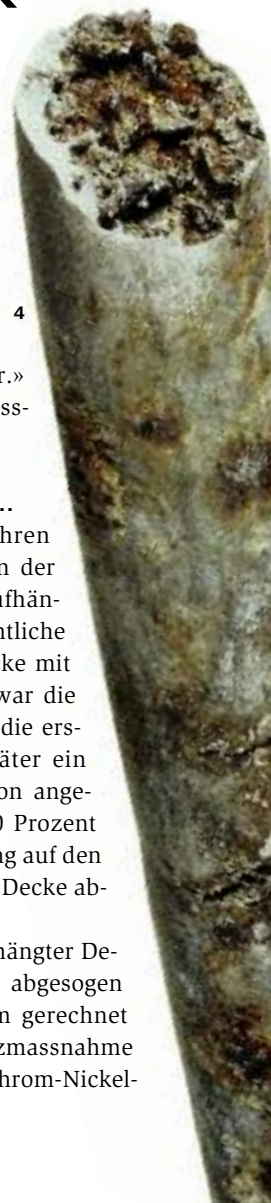 4
r.»
ss-
..
hren
n der
ufhän-
ntliche
ke mit
war die
die ers-
äter ein
on ange-
0 Prozent
ng auf den
Decke ab-
hängter De-
abgesogen
n gerechnet
zmassnahme
hrom-Nickel-